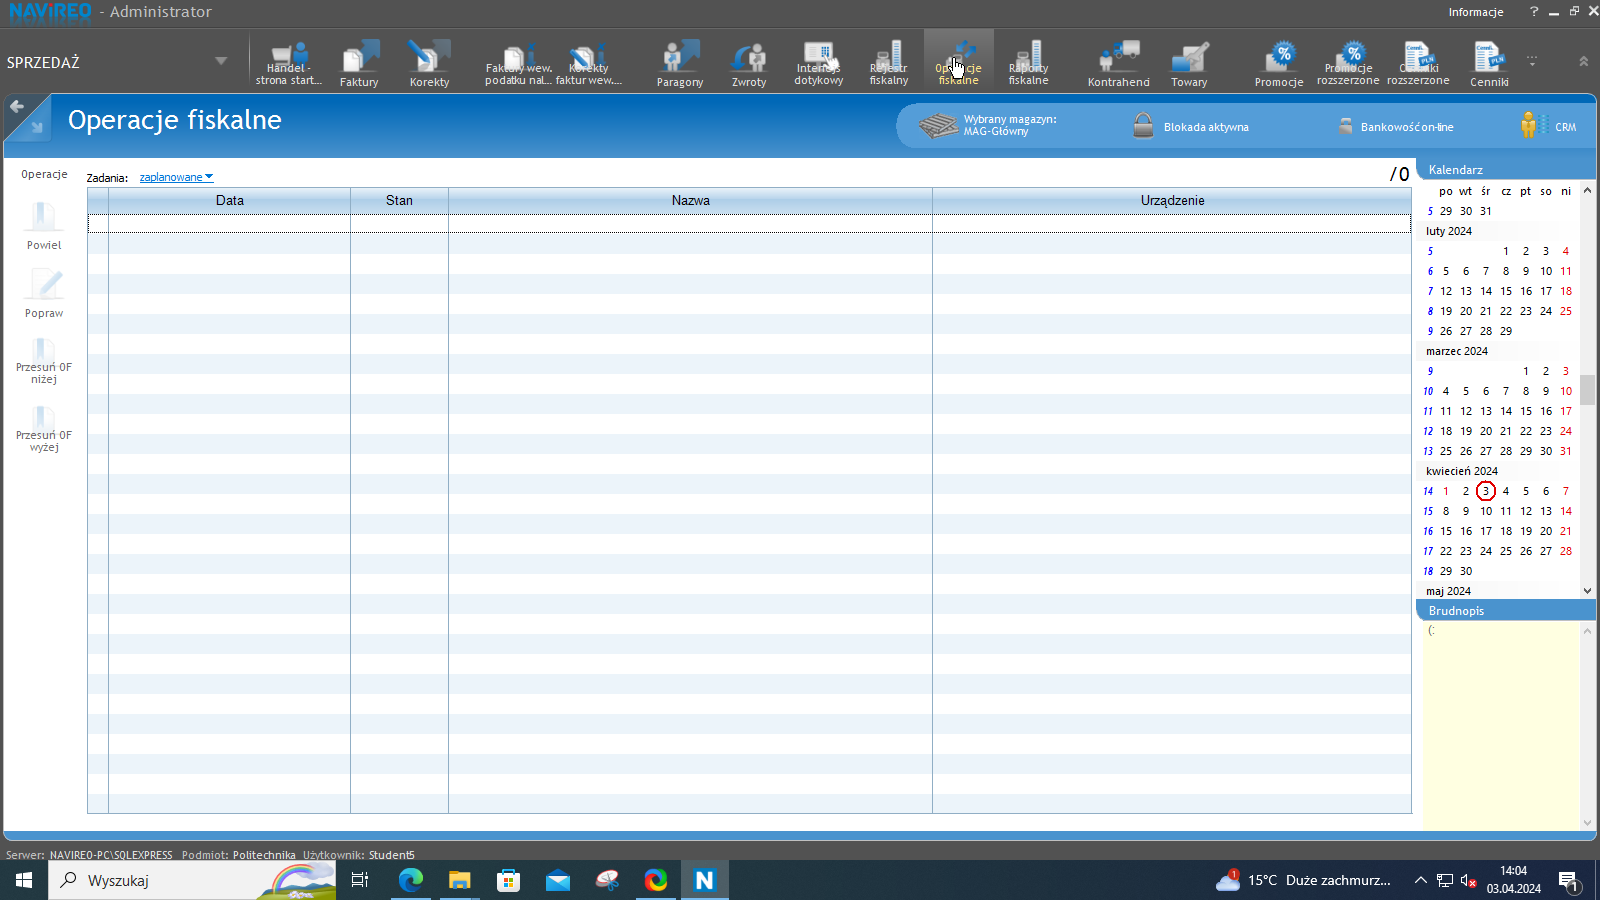 NAVIREO - Administrator
Informacje ?
SPRZEDAŻ
Handel - strona start...
Faktury
Korekty
Faktury wew. podatku nal...
Korekty faktur wew....
Paragony
Zwroty
Interfejs dotykowy
Rejestr fiskalny
Operacje fiskalne
Raporty fiskalne
Kontrahenci
Towary
Promocje
Promocje rozszerzone
Cenniki rozszerzone
Cenniki
Operacje fiskalne
Wybrany magazyn:
MAG-Główny
Blokada aktywna
Bankowość on-line
CRM
Operacje
Powiel
Popraw
Przesuń OF niżej
Przesuń OF wyżej
Zadania: zaplanowane
/0
Data Stan Nazwa Urządzenie
Kalendarz
po wt śr cz pt so ni
5 29 30 31
luty 2024
5 1 2 3 4
6 5 6 7 8 9 10 11
7 12 13 14 15 16 17 18
8 19 20 21 22 23 24 25
9 26 27 28 29
marzec 2024
9 1 2 3
10 4 5 6 7 8 9 10
11 11 12 13 14 15 16 17
12 18 19 20 21 22 23 24
13 25 26 27 28 29 30 31
kwiecień 2024
14 1 2 3 4 5 6 7
15 8 9 10 11 12 13 14
16 15 16 17 18 19 20 21
17 22 23 24 25 26 27 28
18 29 30
maj 2024
Brudnopis
(:
Serwer: NAVIREO-PC\SQLEXPRESS Podmiot: Politechnika Użytkownik: Student5
Wyszukaj
N
1
15°C Duże zachmurz...
14:04
03.04.2024
1